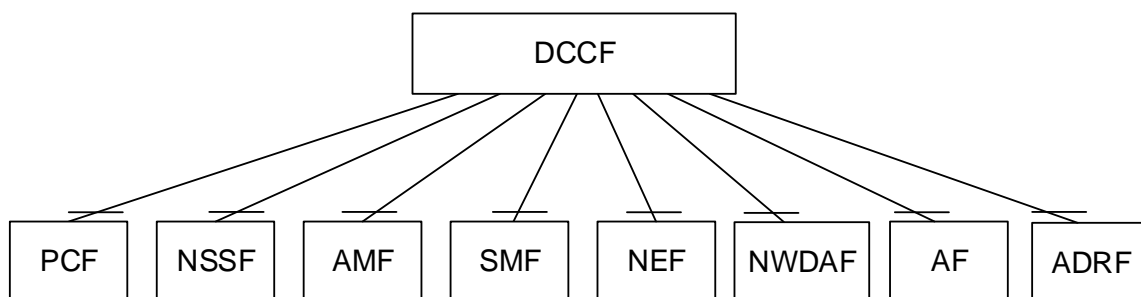 DCCF
PCF
NSSF
AMF
SMF
NEF
NWDAF
AF
ADRF